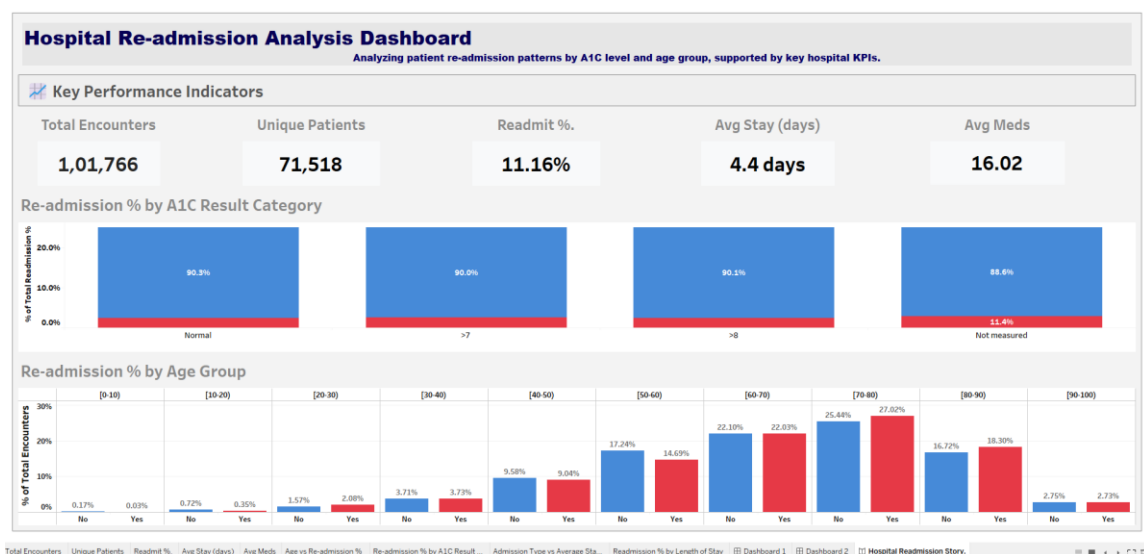 Hospital Re-admission Analysis Dashboard
Analyzing patient re-admission patterns by A1C level and age group, supported by key hospital KPIs.
Key Performance Indicators
Total Encounters Unique Patients Readmit %. Avg Stay (days) Avg Meds
1,01,766 71,518 11.16% 4.4 days 16.02
Re-admission % by A1C Result Category
% of Total Readmission %
20.0%
10.0%
0.0%
90.3% 90.0% 90.1% 88.6%
11.4%
Normal >7 >8 Not measured
Re-admission % by Age Group
[0-10) [10-20) [20-30) [30-40) [40-50) [50-60) [60-70) [70-80) [80-90) [90-100)
% of Total Encounters
30%
20%
10%
0%
0.17% 0.03% 0.72% 0.35% 1.57% 2.08% 3.71% 3.73% 9.58% 9.04% 17.24% 14.69% 22.10% 22.03% 25.44% 27.02% 16.72% 18.30% 2.75% 2.73%
No Yes No Yes No Yes No Yes No Yes No Yes No Yes No Yes No Yes No Yes
Total Encounters Unique Patients Readmit %. Avg Stay (days) Avg Meds Age vs Re-admission % Re-admission % by A1C Result... Admission Type vs Average Sta... Readmission % by Length of Stay Dashboard 1 Dashboard 2 Hospital Readmission Story.